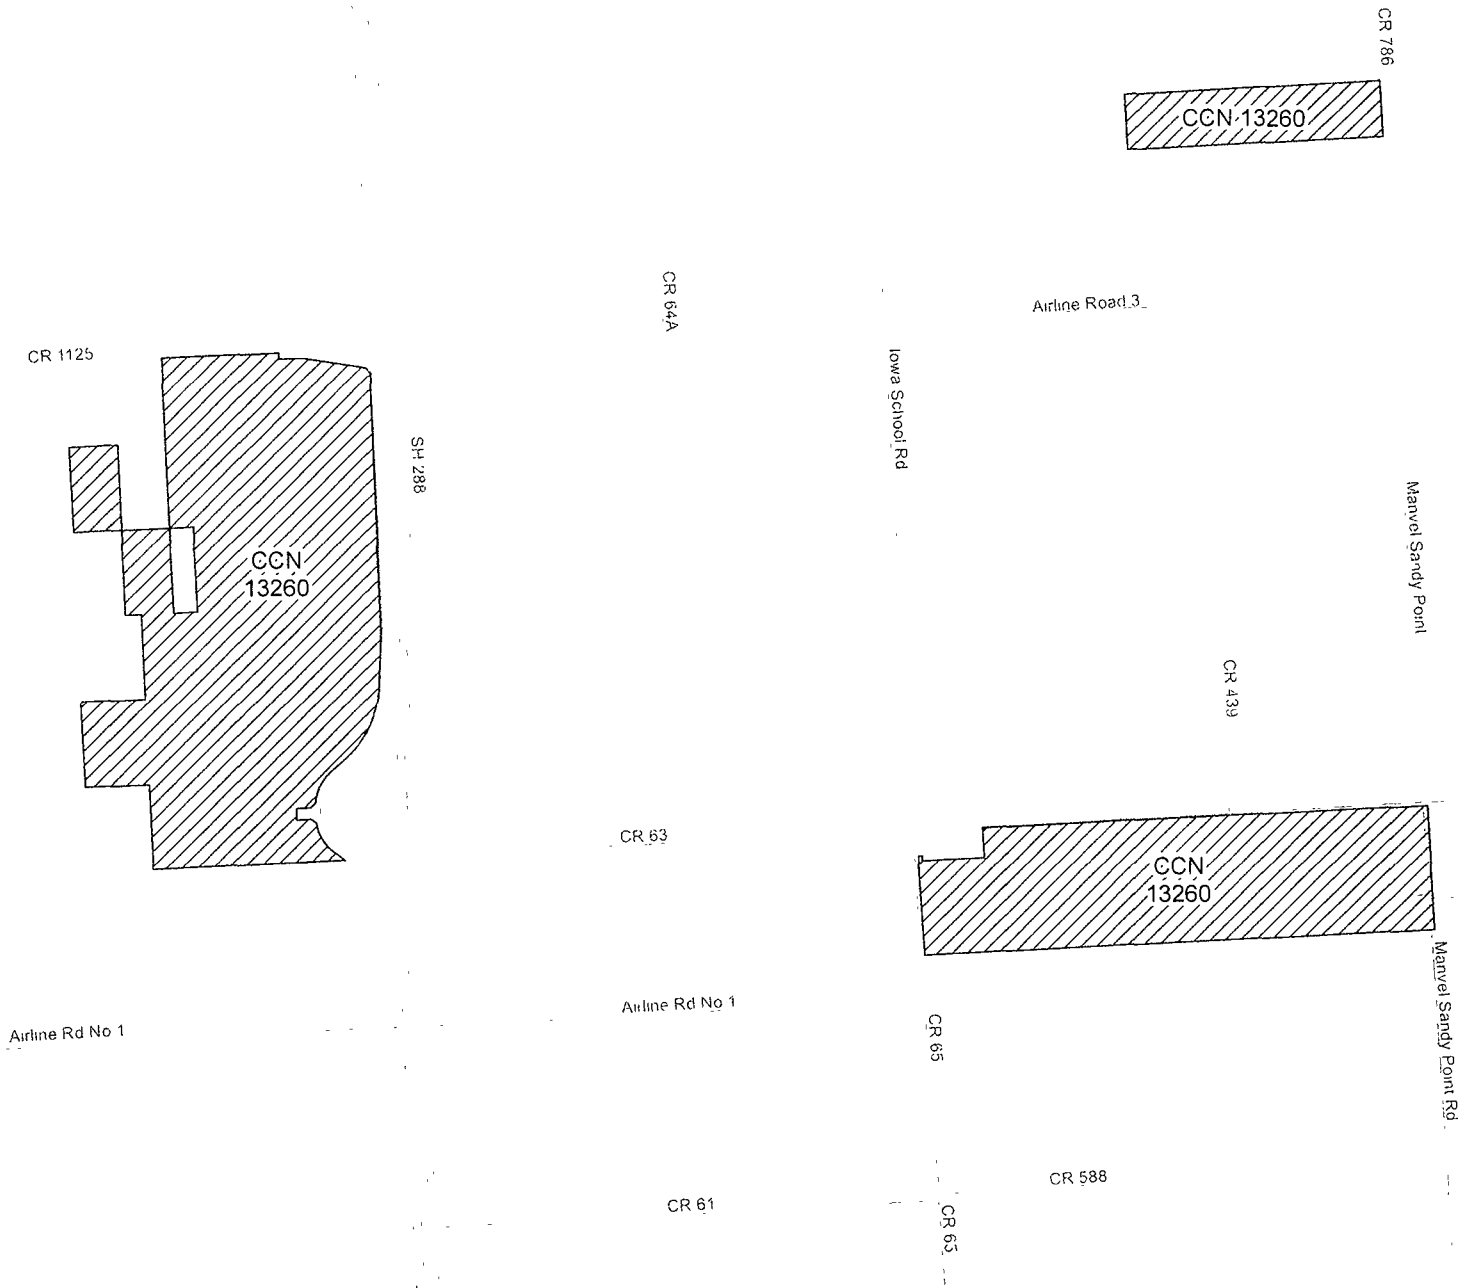 CR 786
CCN 13260
CR 64A
Airline Road 3
CR 1125
Iowa School Rd
SH 288
Manvel Sandy Point
CCN
13260
CR 439
CR 63
CCN
13260
Manvel Sandy Point Rd
Airline Rd No 1
Airline Rd No 1
CR 65
CR 588
CR 61
CR 63